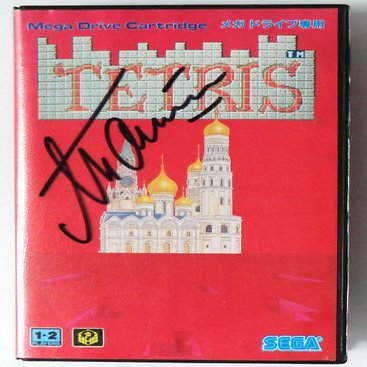 Mega Drive Cartridge メガドライブ専用
TETRIS TM
1-2
PLAYERS
SEGA